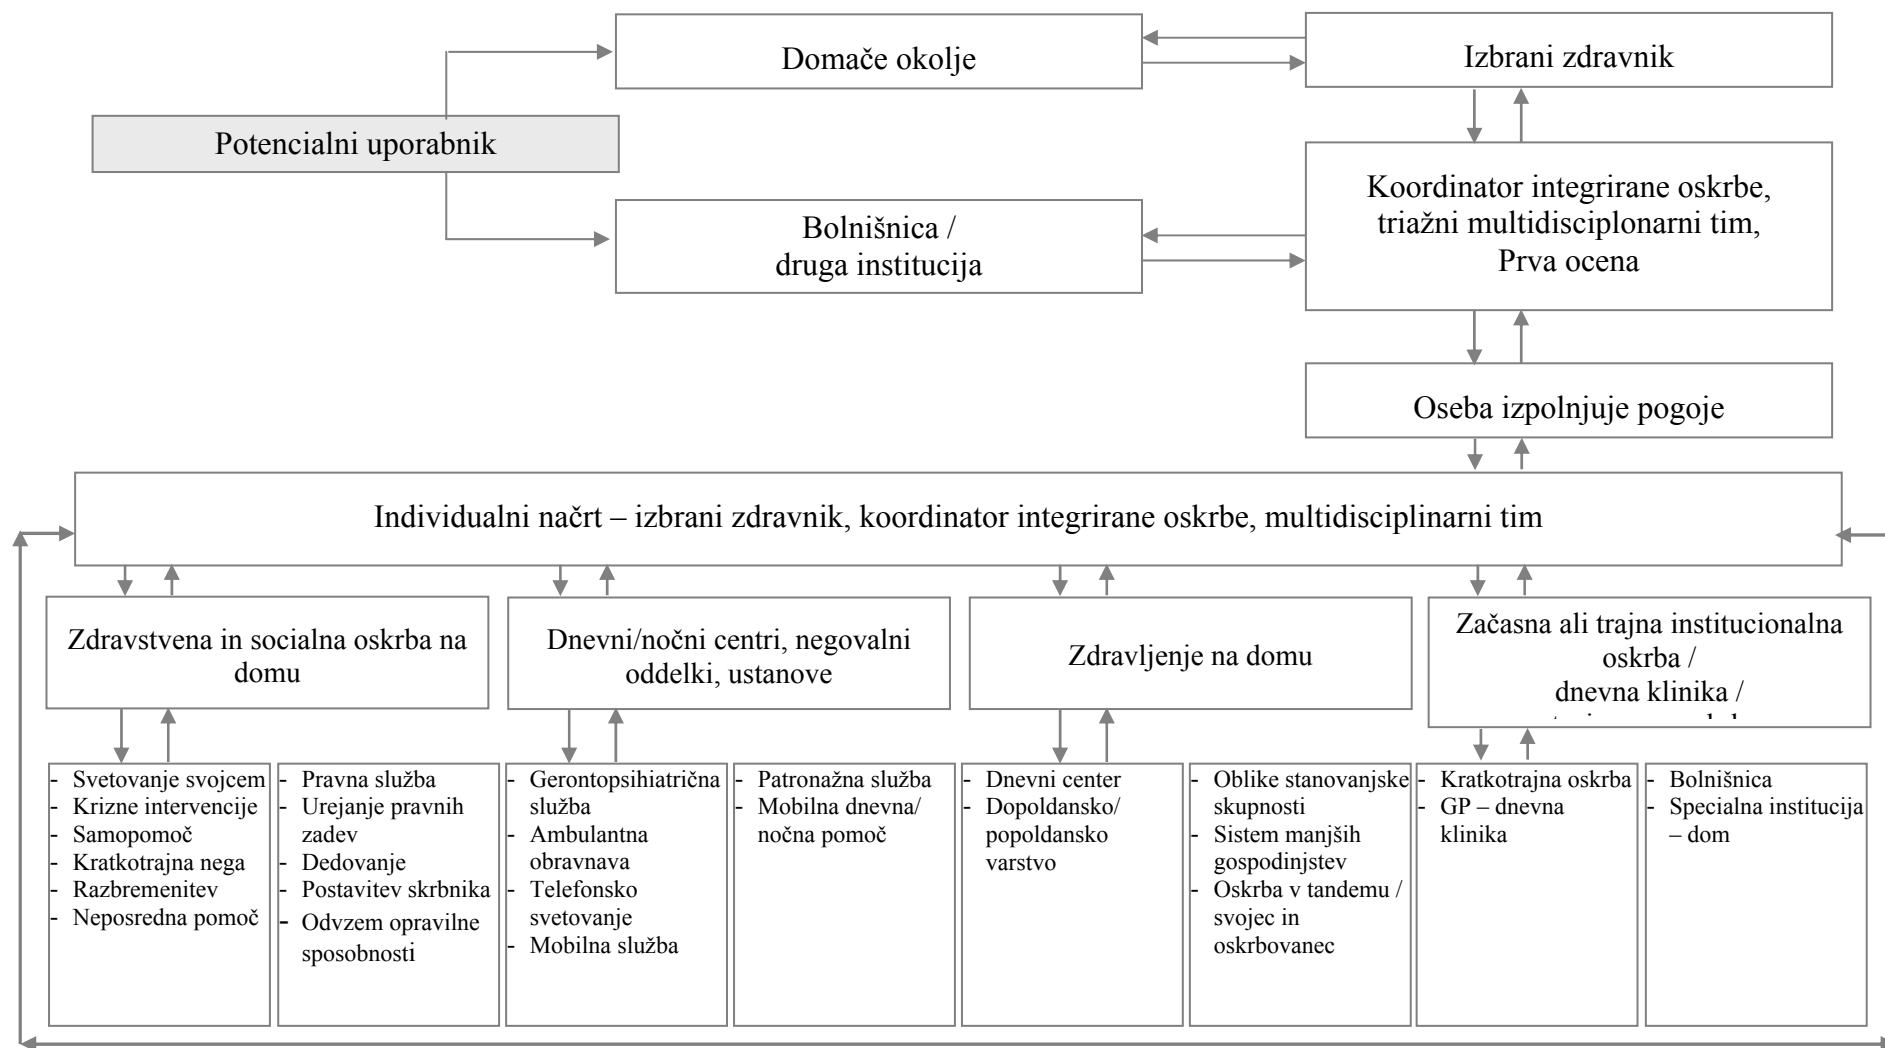 Domače okolje
Izbrani zdravnik
Potencialni uporabnik
Bolnišnica /
druga institucija
Koordinator integrirane oskrbe,
triažni multidisciplonarni tim,
Prva ocena
Oseba izpolnjuje pogoje
Individualni načrt – izbrani zdravnik, koordinator integrirane oskrbe, multidisciplinarni tim
Zdravstvena in socialna oskrba na
domu
Dnevni/nočni centri, negovalni
oddelki, ustanove
Zdravljenje na domu
Začasna ali trajna institucionalna
oskrba /
dnevna klinika /
- Svetovanje svojcem
- Krizne intervencije
- Samopomoč
- Kratkotrajna nega
- Razbremenitev
- Neposredna pomoč
- Pravna služba
- Urejanje pravnih
zadev
- Dedovanje
- Postavitev skrbnika
- Odvzem opravilne
sposobnosti
- Gerontopsihiatrična
služba
- Ambulantna
obravnava
- Telefonsko
svetovanje
- Mobilna služba
- Patronažna služba
- Mobilna dnevna/
nočna pomoč
- Dnevni center
- Dopoldansko/
popoldansko
varstvo
- Oblike stanovanjske
skupnosti
- Sistem manjših
gospodinjstev
- Oskrba v tandemu /
svojec in
oskrbovanec
- Kratkotrajna oskrba
- GP – dnevna
klinika
- Bolnišnica
- Specialna institucija
– dom